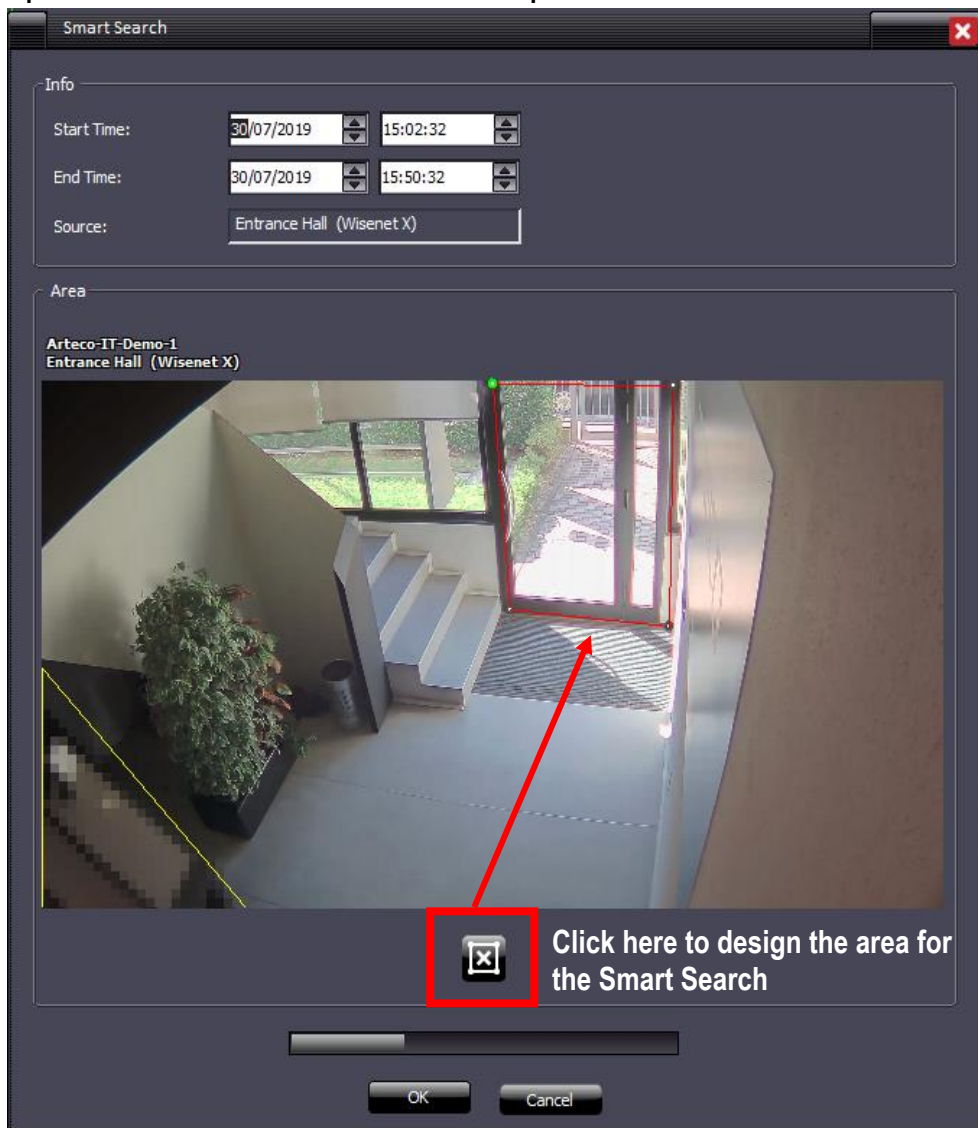 Smart Search
Info
Start Time: 30/07/2019 15:02:32
End Time: 30/07/2019 15:50:32
Source: Entrance Hall (Wisenet X)
Area
Arteco-IT-Demo-1
Entrance Hall (Wisenet X)
Click here to design the area for
the Smart Search
OK Cancel